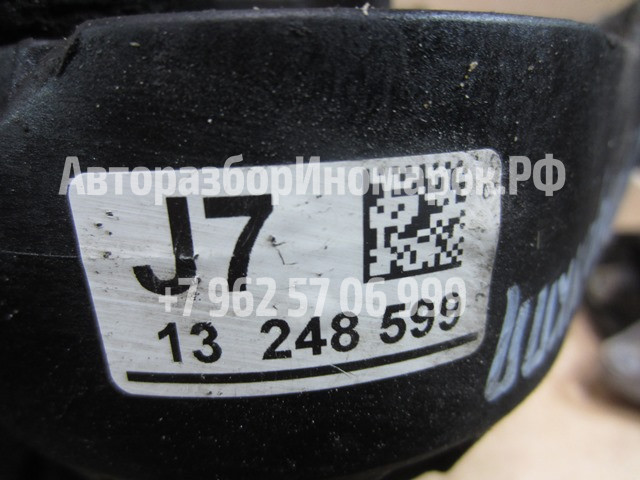 АвторазборИномарок.РФ
J7
+7 962 57 06 999
13 248 599